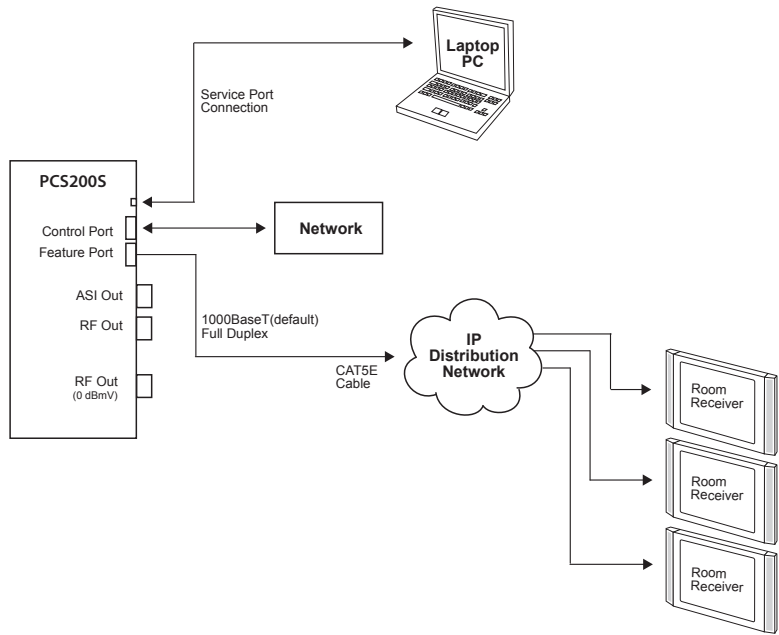 Laptop
PC
Service Port
Connection
PCS200S
Control Port
Feature Port
ASI Out
RF Out
RF Out
(0 dBmV)
Network
1000BaseT(default)
Full Duplex
CAT5E
Cable
IP
Distribution
Network
Room
Receiver
Room
Receiver
Room
Receiver